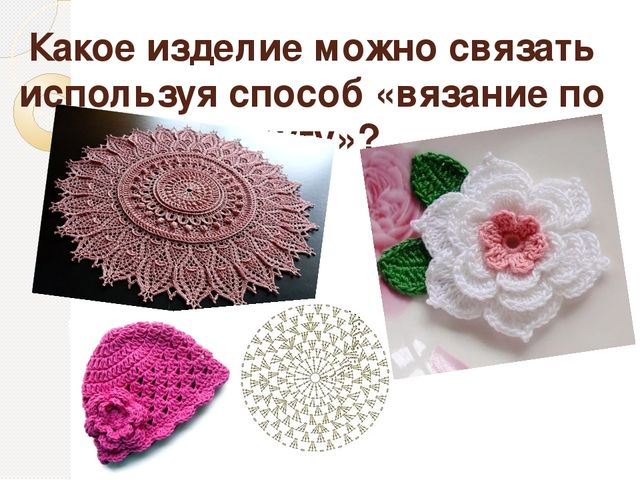 Какое изделие можно связать
используя способ «вязание по
»?